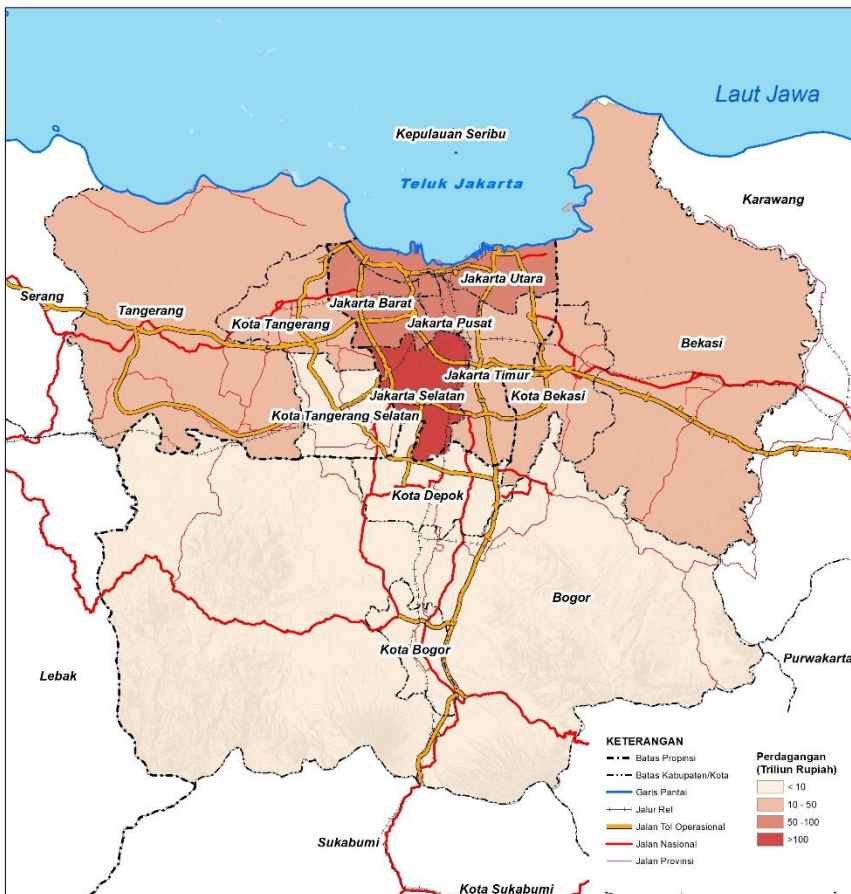 Laut Jawa
Kepulauan Seribu
Teluk Jakarta
Karawang
Jakarta Utara
Serang
Tangerang
Jakarta Barat
Kota Tangerang
Jakarta Pusat
Bekasi
Jakarta Timur
Jakarta Selatan
Kota Bekasi
Kota Tangerang Selatan
Kota Depok
Bogor
Kota Bogor
Purwakarta
Lebak
Sukabumi
Kota Sukabumi
KETERANGAN
Batas Propinsi
Batas Kabupaten/Kota
Garis Pantai
Jalur Rel
Jalan Tol Operasional
Jalan Nasional
Jalan Provinsi
Perdagangan
(Triliun Rupiah)
< 10
10 - 50
50 -100
>100